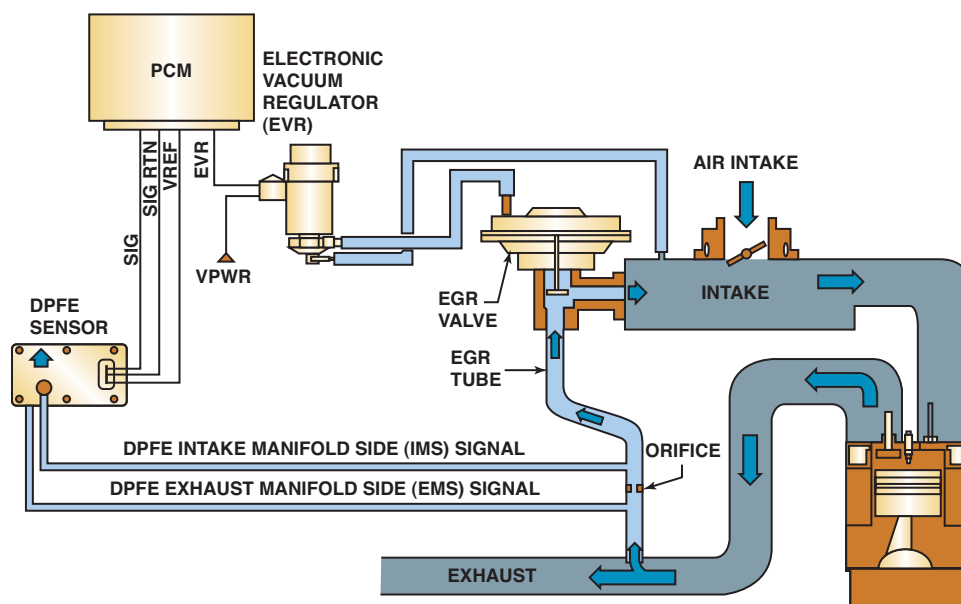 PCM
ELECTRONIC
VACUUM
REGULATOR
(EVR)
SIG
SIG RTN
VREF
EVR
VPWR
AIR INTAKE
INTAKE
EGR
VALVE
DPFE
SENSOR
EGR
TUBE
DPFE INTAKE MANIFOLD SIDE (IMS) SIGNAL
ORIFICE
DPFE EXHAUST MANIFOLD SIDE (EMS) SIGNAL
EXHAUST